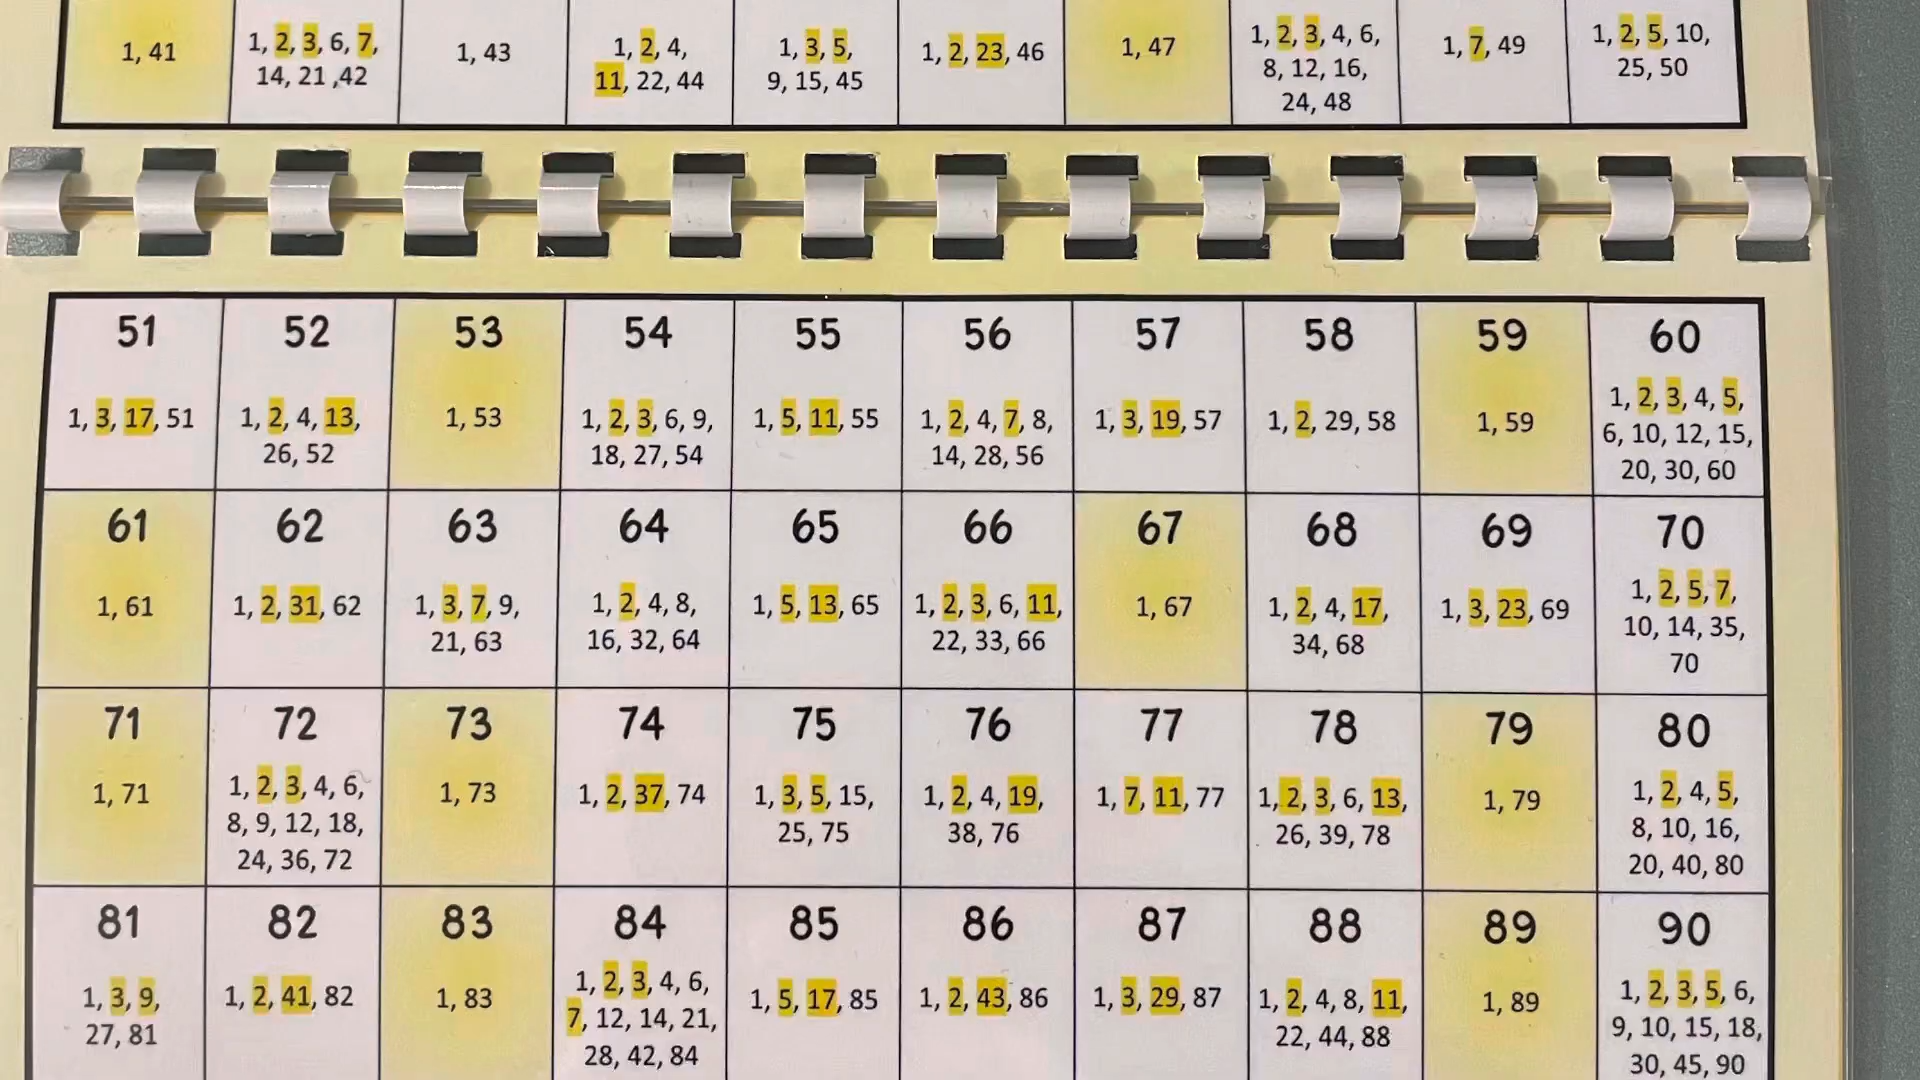 1, 41
1, 2, 3, 6, 7,
14, 21 ,42
1, 43
1, 2, 4,
11, 22, 44
1, 3, 5,
9, 15, 45
1, 2, 23, 46
1, 47
1, 2, 3, 4, 6,
8, 12, 16,
24, 48
1, 7, 49
1, 2, 5, 10,
25, 50
51
1, 3, 17, 51
52
1, 2, 4, 13,
26, 52
53
1, 53
54
1, 2, 3, 6, 9,
18, 27, 54
55
1, 5, 11, 55
56
1, 2, 4, 7, 8,
14, 28, 56
57
1, 3, 19, 57
58
1, 2, 29, 58
59
1, 59
60
1, 2, 3, 4, 5,
6, 10, 12, 15,
20, 30, 60
61
1, 61
62
1, 2, 31, 62
63
1, 3, 7, 9,
21, 63
64
1, 2, 4, 8,
16, 32, 64
65
1, 5, 13, 65
66
1, 2, 3, 6, 11,
22, 33, 66
67
1, 67
68
1, 2, 4, 17,
34, 68
69
1, 3, 23, 69
70
1, 2, 5, 7,
10, 14, 35,
70
71
1, 71
72
1, 2, 3, 4, 6,
8, 9, 12, 18,
24, 36, 72
73
1, 73
74
1, 2, 37, 74
75
1, 3, 5, 15,
25, 75
76
1, 2, 4, 19,
38, 76
77
1, 7, 11, 77
78
1, 2, 3, 6, 13,
26, 39, 78
79
1, 79
80
1, 2, 4, 5,
8, 10, 16,
20, 40, 80
81
1, 3, 9,
27, 81
82
1, 2, 41, 82
83
1, 83
84
1, 2, 3, 4, 6,
7, 12, 14, 21,
28, 42, 84
85
1, 5, 17, 85
86
1, 2, 43, 86
87
1, 3, 29, 87
88
1, 2, 4, 8, 11,
22, 44, 88
89
1, 89
90
1, 2, 3, 5, 6,
9, 10, 15, 18,
30, 45, 90